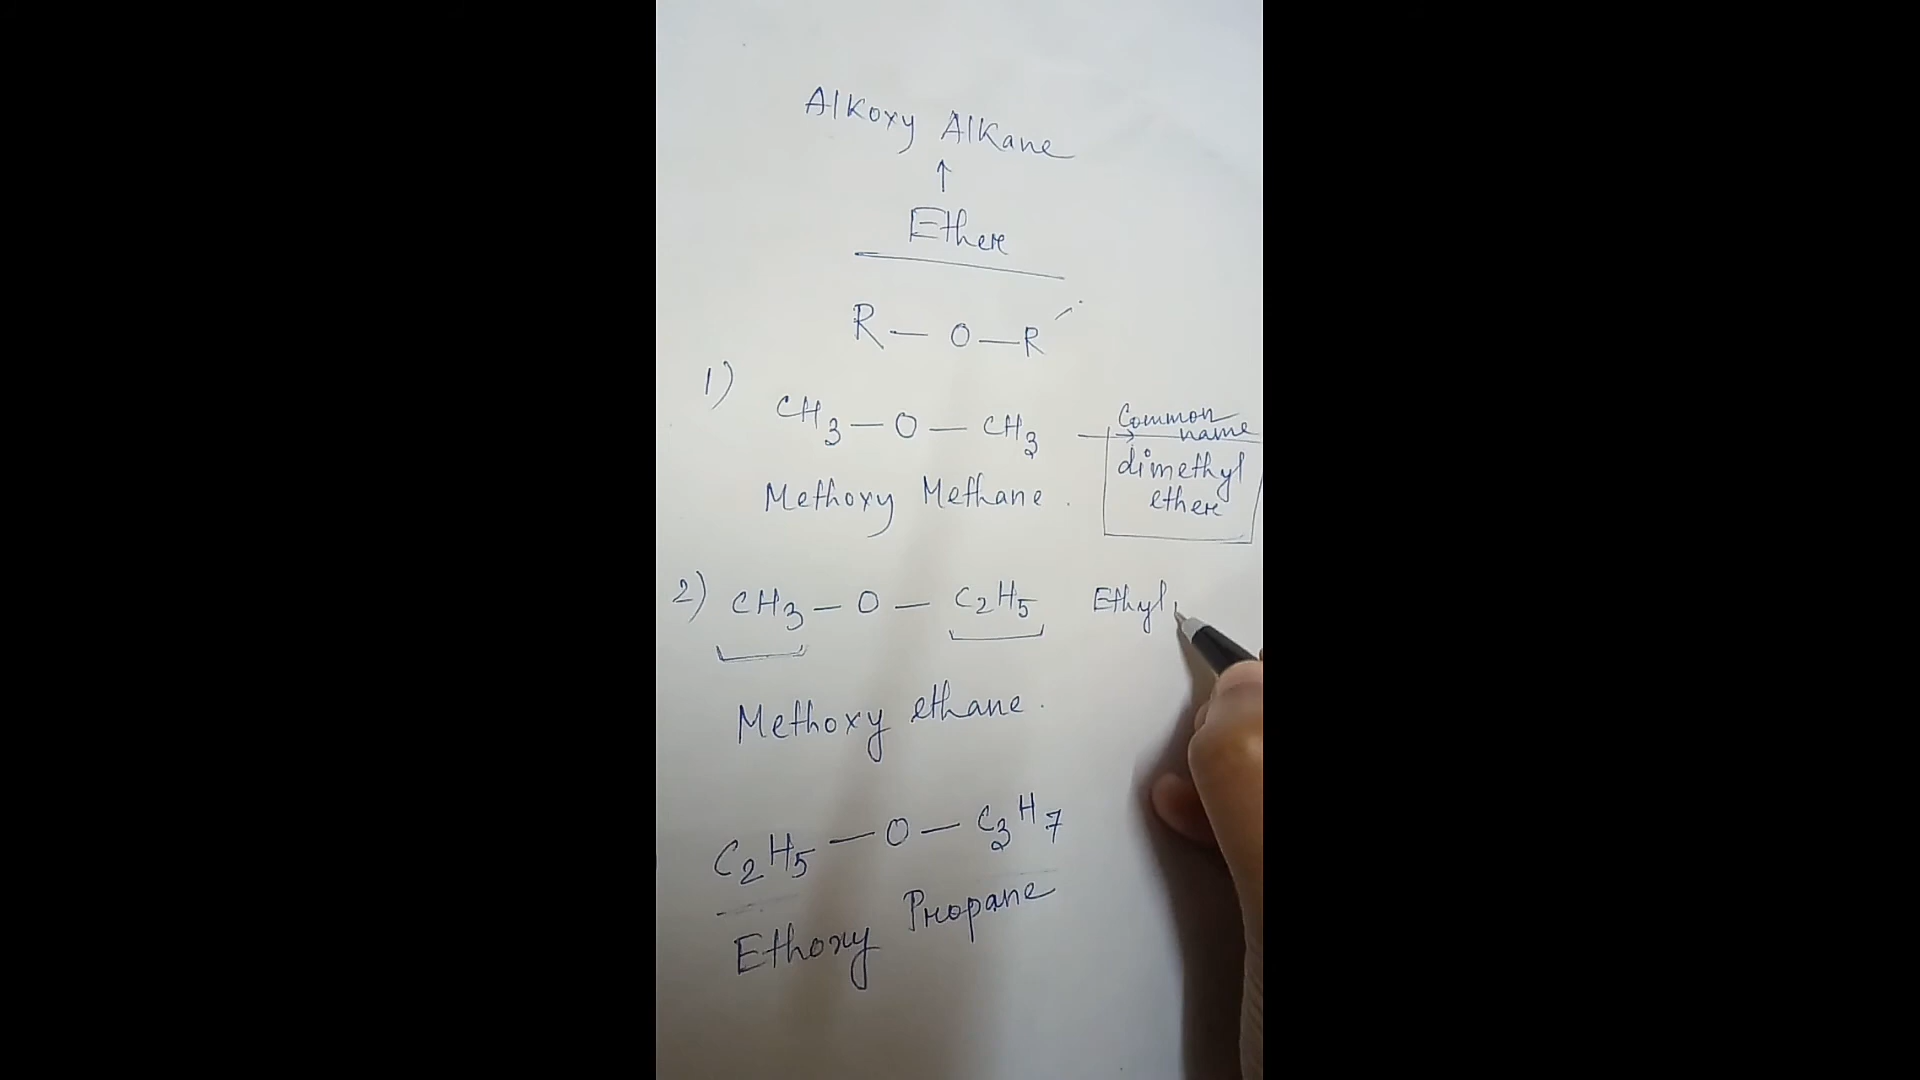 Alkoxy Alkane
↑
Ether
R — O — R′
1)
CH3 — O — CH3 → Common name
dimethyl
ether
Methoxy Methane.
2) CH3 — O — C2H5 Ethyl
Methoxy ethane.
C2H5 — O — C3H7
Ethoxy Propane